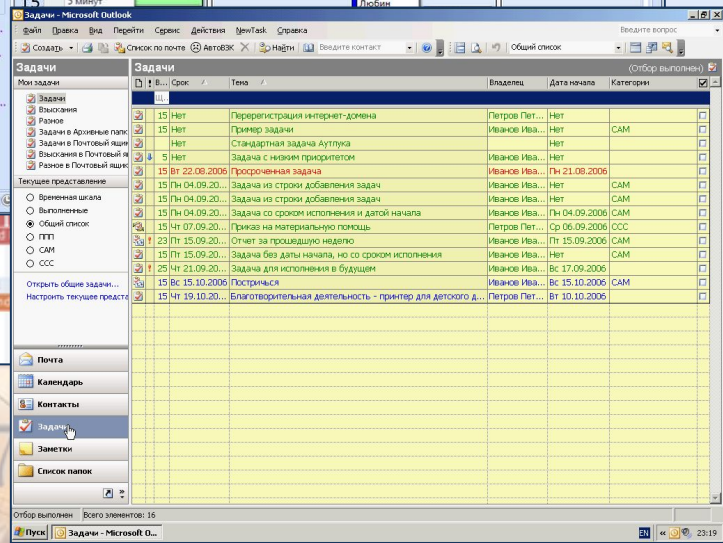 15 3 минут
Любин
Задачи - Microsoft Outlook
Файл Правка Вид Перейти Сервис Действия NewTask Справка
Введите вопрос
Создать Список по почте АвтоВЗК Найти Введите контакт Общий список
Задачи
Мои задачи
Задачи
Взыскания
Разное
Задачи в Архивные папк
Задачи в Почтовый ящик
Взыскания в Почтовый я
Разное в Почтовый ящик
Текущее представление
Временная шкала
Выполненные
Общий список
ППП
САМ
ССС
Открыть общие задачи...
Настроить текущее предста
Почта
Календарь
Контакты
Задачи
Заметки
Список папок
Задачи (Отбор выполнен)
! В... Срок Тема Владелец Дата начала Категории
Щ...
15 Нет Перерегистрация интернет-домена Петров Пет... Нет
15 Нет Пример задачи Иванов Ива... Нет САМ
Нет Стандартная задача Аутлука Нет
5 Нет Задача с низким приоритетом Иванов Ива... Нет
15 Вт 22.08.2006 Просроченная задача Иванов Ива... Пн 21.08.2006
15 Пн 04.09.20... Задача из строки добавления задач Иванов Ива... Нет САМ
15 Пн 04.09.20... Задача из строки добавления задач Иванов Ива... Нет САМ
15 Пн 04.09.20... Задача со сроком исполнения и датой начала Иванов Ива... Пн 04.09.2006 САМ
15 Чт 07.09.20... Приказ на материальную помощь Петров Пет... Ср 06.09.2006 ССС
! 23 Пт 15.09.20... Отчет за прошедшую неделю Иванов Ива... Пт 15.09.2006 САМ
15 Пт 15.09.20... Задача без даты начала, но со сроком исполнения Иванов Ива... Нет САМ
! 25 Чт 21.09.20... Задача для исполнения в будущем Иванов Ива... Вс 17.09.2006
15 Вс 15.10.2006 Постричься Иванов Ива... Вс 15.10.2006 САМ
15 Чт 19.10.20... Благотворительная деятельность - принтер для детского д... Петров Пет... Вт 10.10.2006
Отбор выполнен Всего элементов: 16
Пуск Задачи - Microsoft O... EN « 23:19